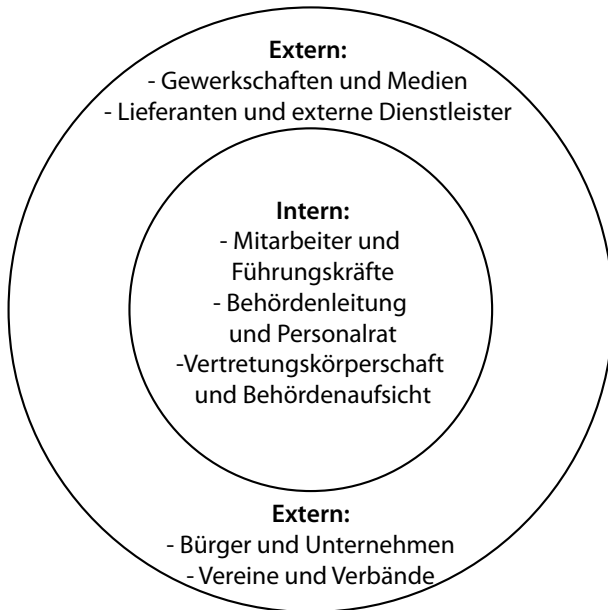 Extern:
- Gewerkschaften und Medien
- Lieferanten und externe Dienstleister
Intern:
- Mitarbeiter und
Führungskräfte
- Behördenleitung
und Personalrat
-Vertretungskörperschaft
und Behördenaufsicht
Extern:
- Bürger und Unternehmen
- Vereine und Verbände